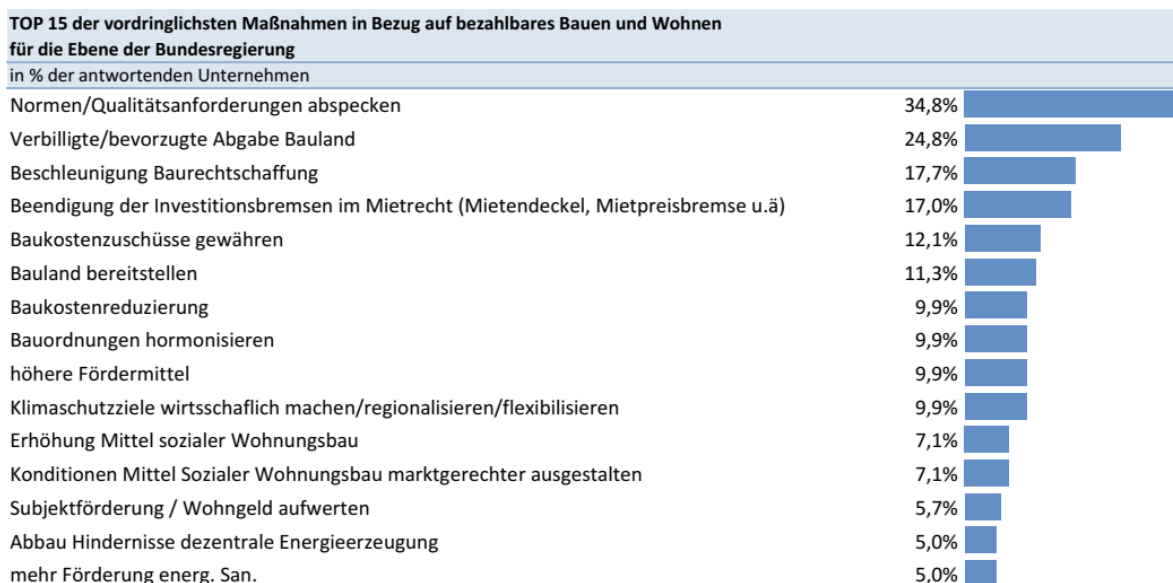 TOP 15 der vordringlichsten Maßnahmen in Bezug auf bezahlbares Bauen und Wohnen
für die Ebene der Bundesregierung
in % der antwortenden Unternehmen
Normen/Qualitätsanforderungen abspecken 34,8%
Verbilligte/bevorzugte Abgabe Bauland 24,8%
Beschleunigung Baurechtschaffung 17,7%
Beendigung der Investitionsbremsen im Mietrecht (Mietendeckel, Mietpreisbremse u.ä) 17,0%
Baukostenzuschüsse gewähren 12,1%
Bauland bereitstellen 11,3%
Baukostenreduzierung 9,9%
Bauordnungen hormonisieren 9,9%
höhere Fördermittel 9,9%
Klimaschutzziele wirtsschaflich machen/regionalisieren/flexibilisieren 9,9%
Erhöhung Mittel sozialer Wohnungsbau 7,1%
Konditionen Mittel Sozialer Wohnungsbau marktgerechter ausgestalten 7,1%
Subjektförderung / Wohngeld aufwerten 5,7%
Abbau Hindernisse dezentrale Energieerzeugung 5,0%
mehr Förderung energ. San. 5,0%